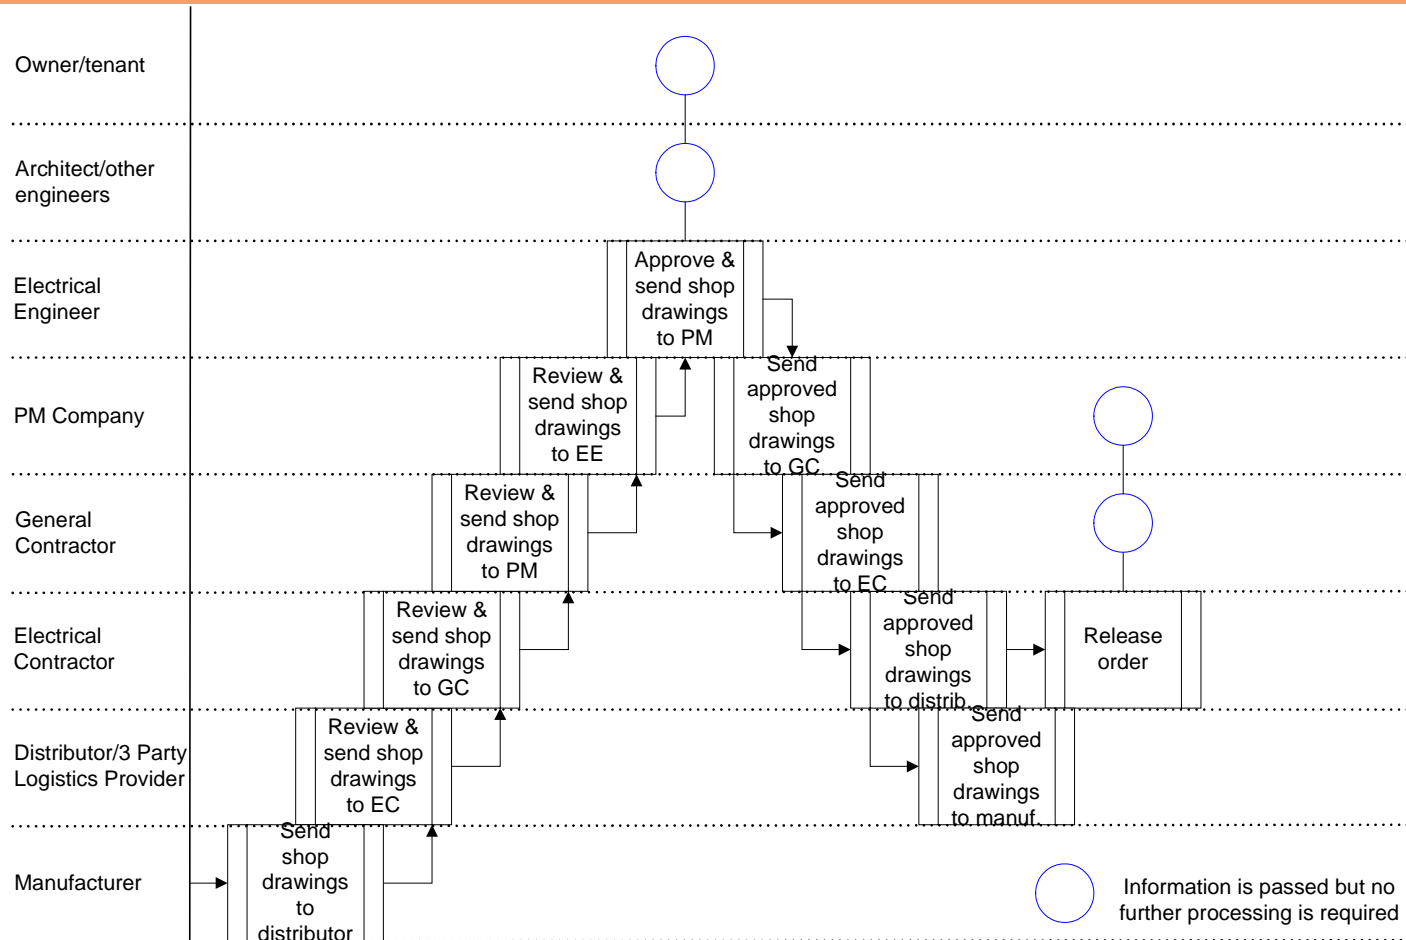 Owner/tenant
Architect/other
engineers
Electrical
Engineer
Approve &
send shop
drawings
to PM
PM Company
Review &
send shop
drawings
to EE
Send
approved
shop
drawings
to GC
General
Contractor
Review &
send shop
drawings
to PM
Send
approved
shop
drawings
to EC
Electrical
Contractor
Review &
send shop
drawings
to GC
Send
approved
shop
drawings
to distrib.
Release
order
Distributor/3 Party
Logistics Provider
Review &
send shop
drawings
to EC
Send
approved
shop
drawings
to manuf.
Manufacturer
Send
shop
drawings
to
distributor
Information is passed but no
further processing is required